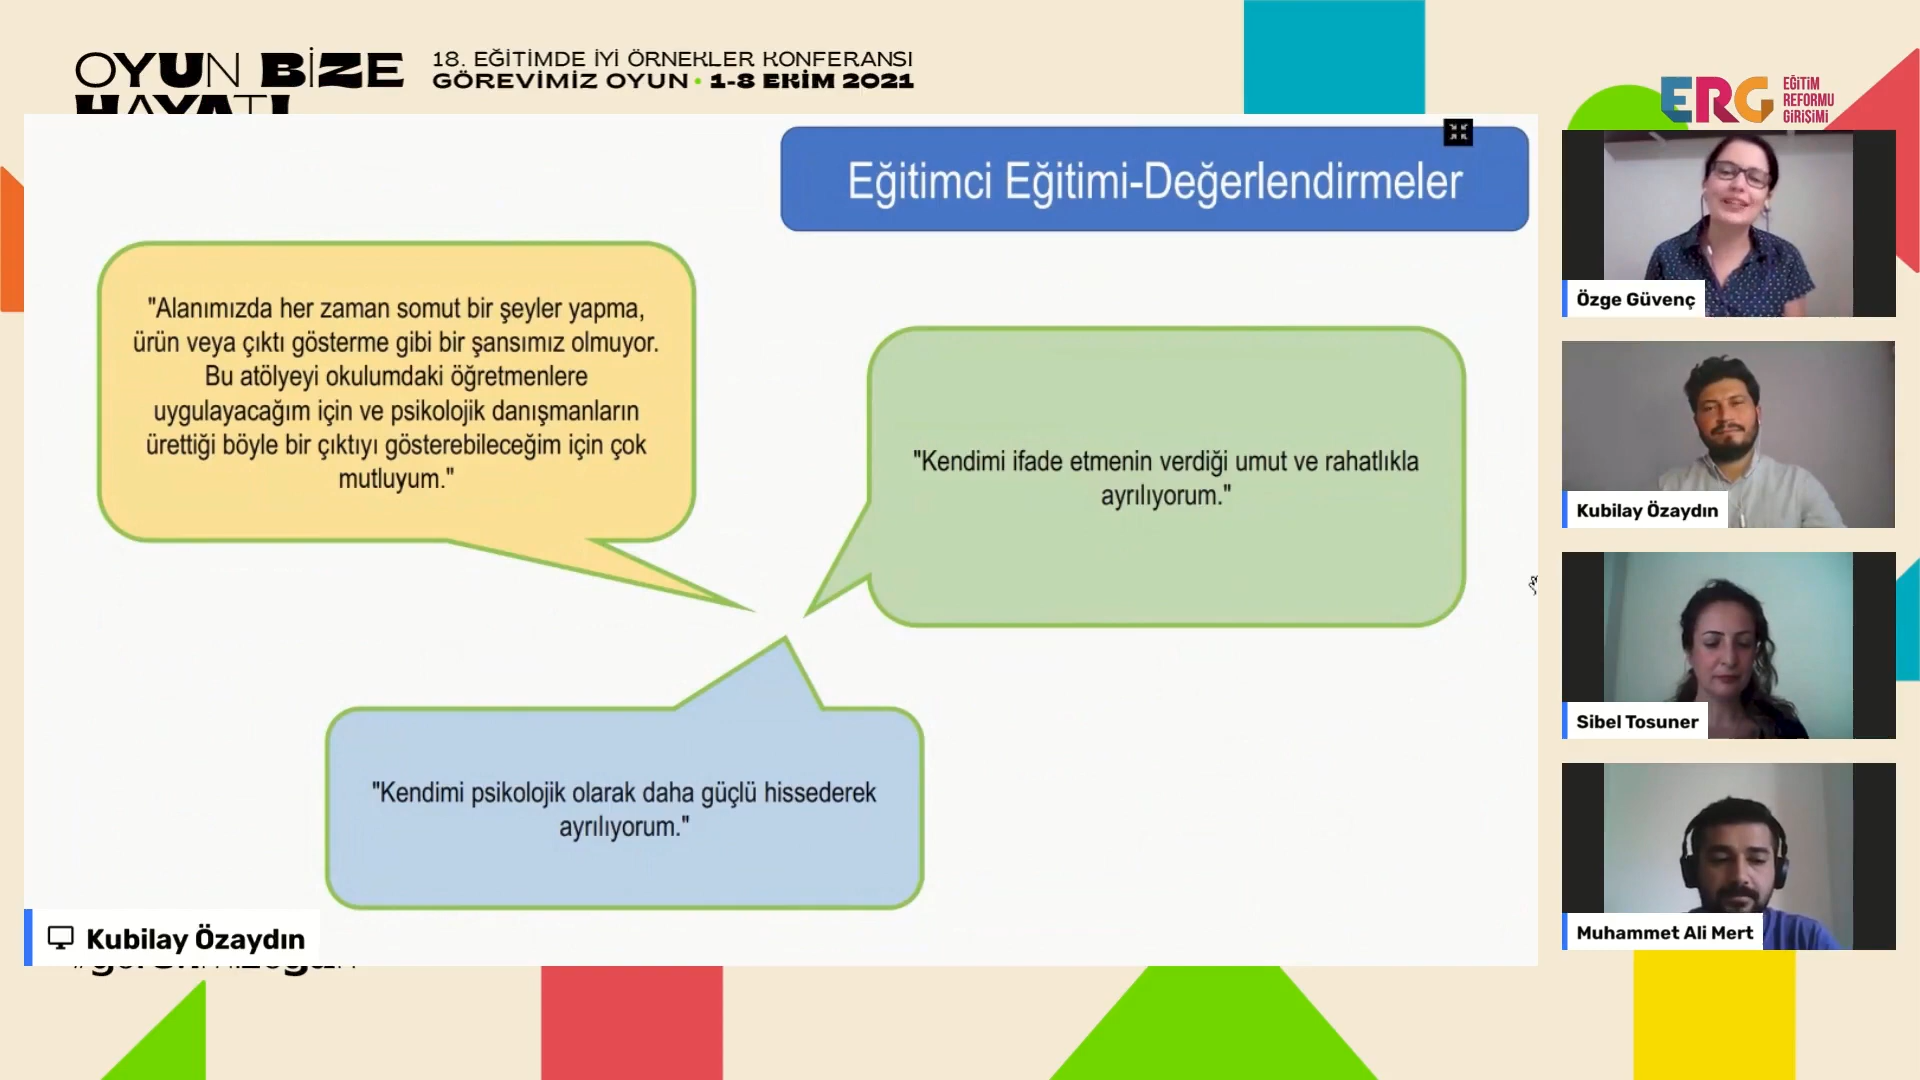 OYUN BİZE
HAYATI
18. EĞİTİMDE İYİ ÖRNEKLER KONFERANSI
GÖREVİMİZ OYUN • 1-8 EKİM 2021
ERG
EĞİTİM
REFORMU
GİRİŞİMİ
Eğitimci Eğitimi-Değerlendirmeler
"Alanımızda her zaman somut bir şeyler yapma,
ürün veya çıktı gösterme gibi bir şansımız olmuyor.
Bu atölyeyi okulumdaki öğretmenlere
uygulayacağım için ve psikolojik danışmanların
ürettiği böyle bir çıktıyı gösterebileceğim için çok
mutluyum."
"Kendimi ifade etmenin verdiği umut ve rahatlıkla
ayrılıyorum."
"Kendimi psikolojik olarak daha güçlü hissederek
ayrılıyorum."
Özge Güvenç
Kubilay Özaydın
Sibel Tosuner
Muhammet Ali Mert
Kubilay Özaydın